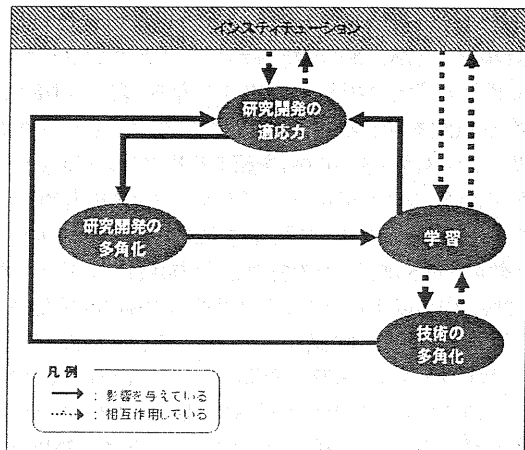 インスティチューション
研究開発の
適応力
研究開発の
多角化
学習
技術の
多角化
凡例
: 影響を与えている
: 相互作用している